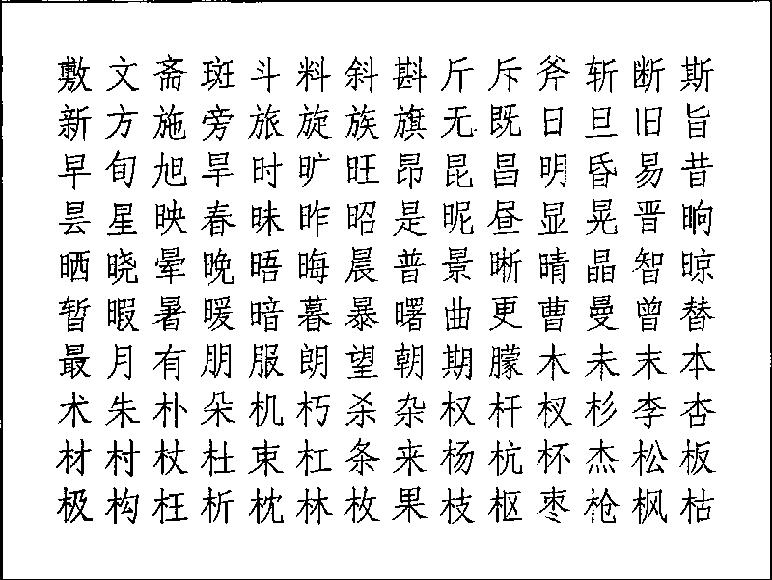 敷文斋斑斗料斜斟斤斥斧斩断斯
新方施旁旅旋族旗无既日旦旧旨
早旬旭旱时旷旺昂昆昌明昏易昔
昙星映春昧昨昭是昵昼显晃晋晌
晒晓晕晚晤晦晨普景晰晴晶智晾
暂暇暑暖暗暮暴曙曲更曹曼曾替
最月有朋服朗望朝期朦木未末本
术朱朴朵机朽杀杂权杆杈杉李杏
材村杖杜束杠条来杨杭杯杰松板
极构枉析枕林枚果枝枢枣枪枫枯